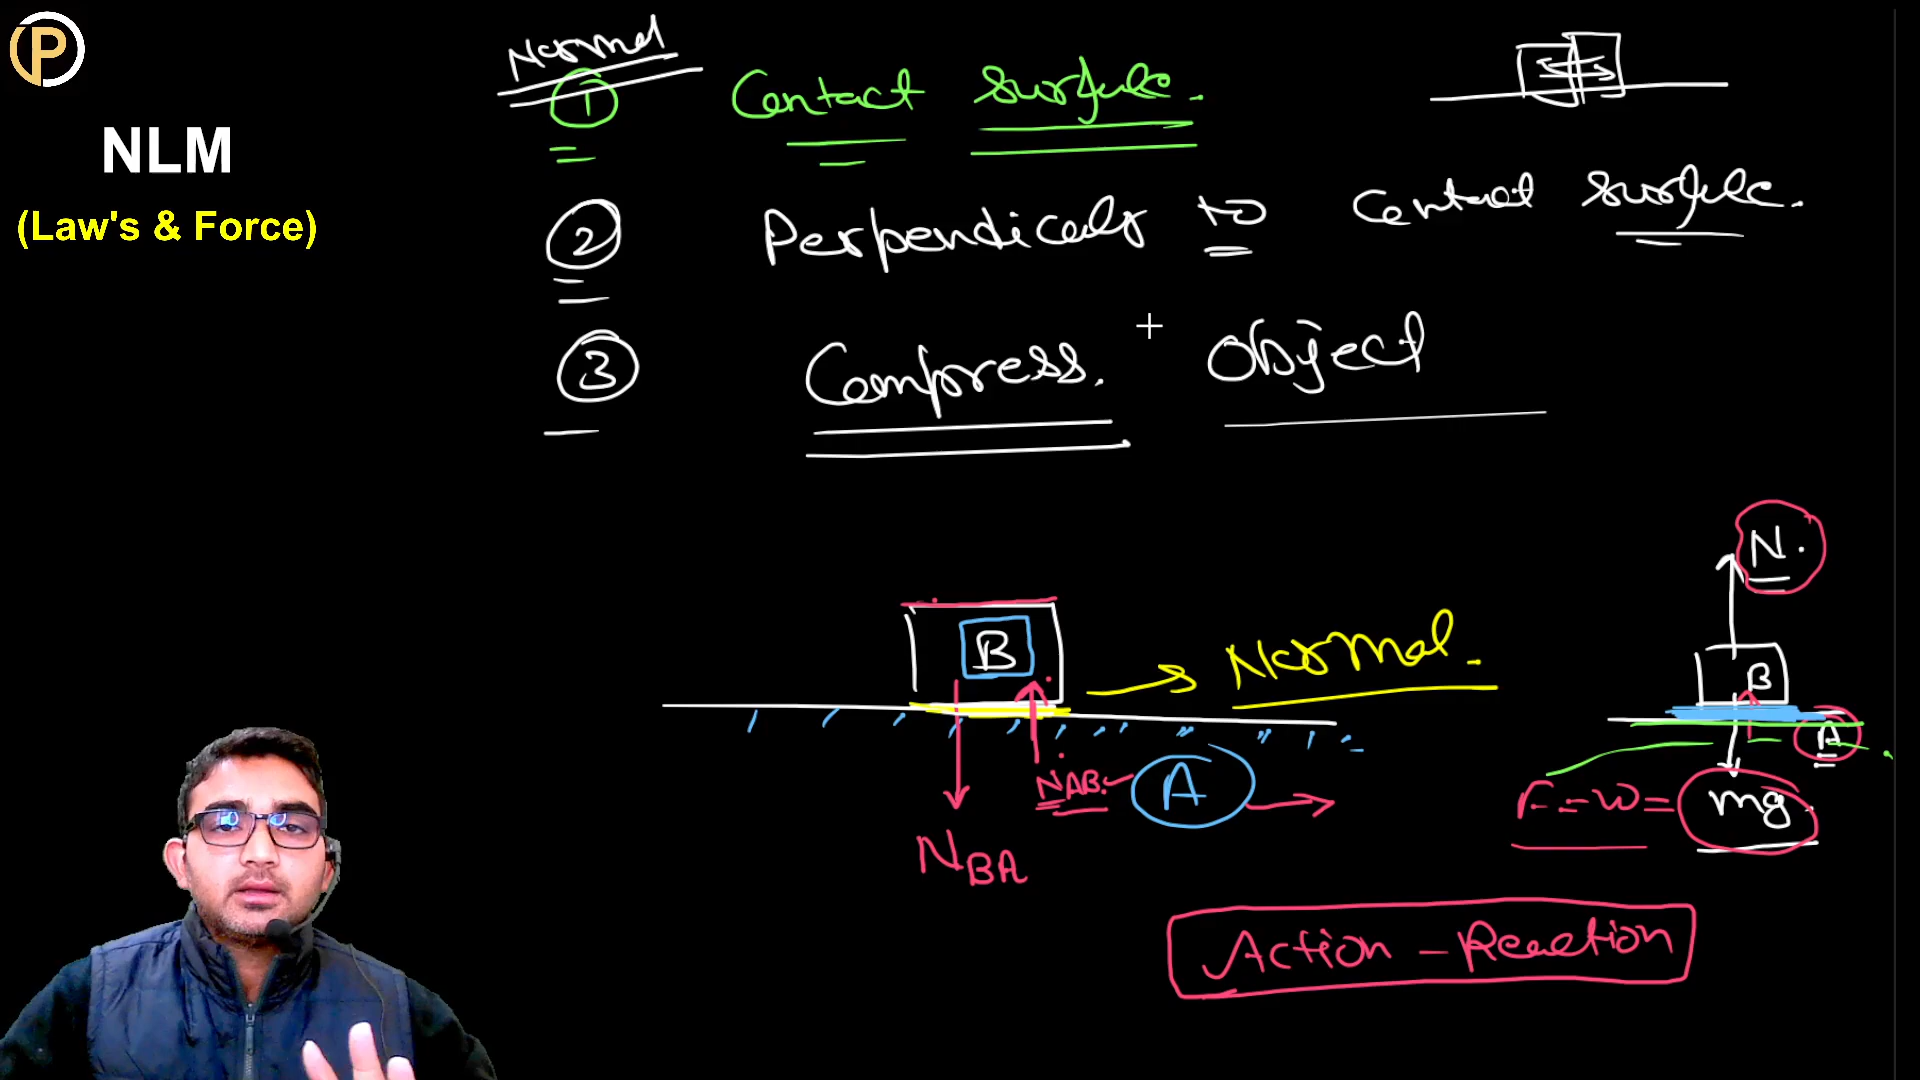 P
NLM
(Law's & Force)
Normal
1 Contact surface.
2 Perpendicular to contact surface.
3 Compress. Object
N.
B
B
Normal.
A
NAB.
A
F = W = mg
NBA
Action - Reaction